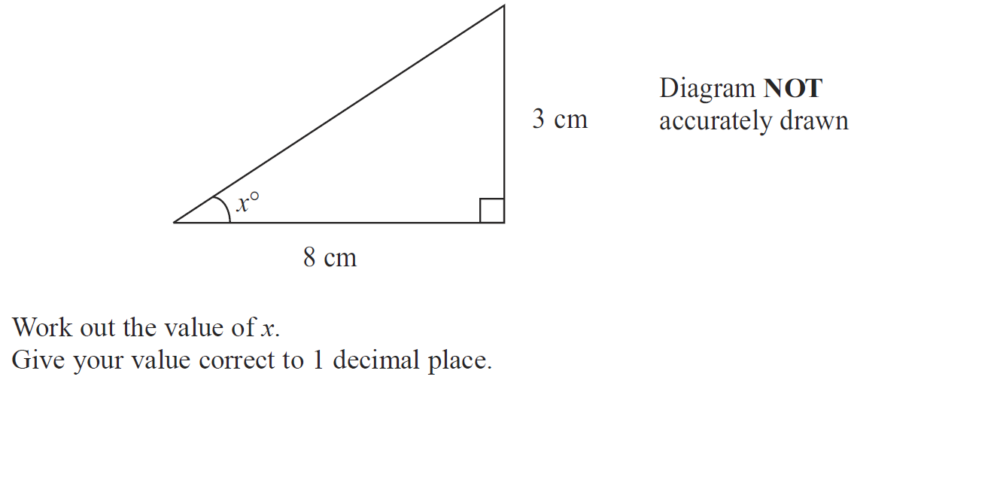 Diagram NOT
accurately drawn
3 cm
x°
8 cm
Work out the value of x.
Give your value correct to 1 decimal place.